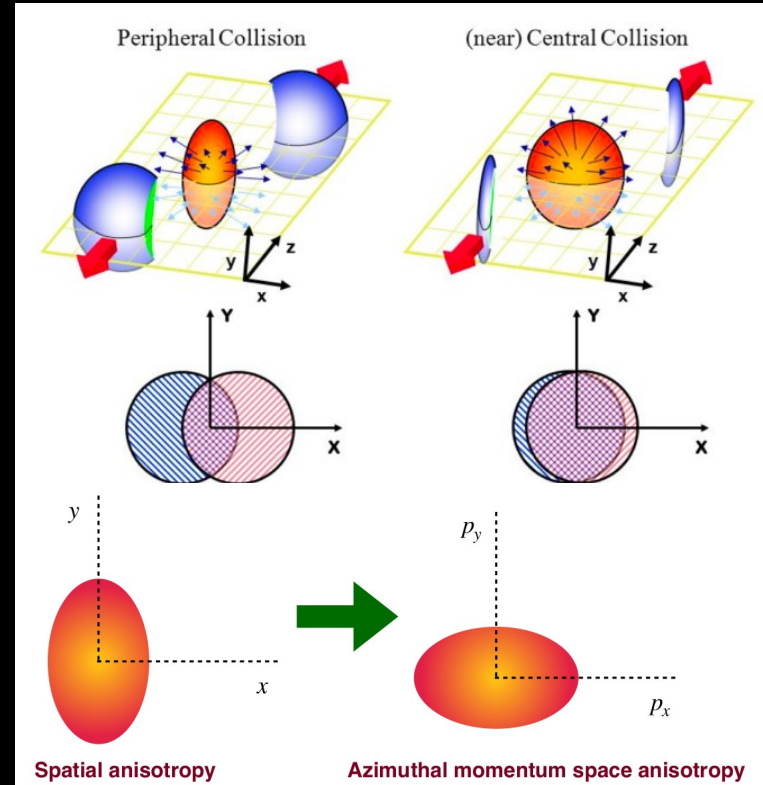 Peripheral Collision
(near) Central Collision
y
z
x
y
z
x
Y
X
Y
X
y
x
p_y
p_x
Spatial anisotropy
Azimuthal momentum space anisotropy